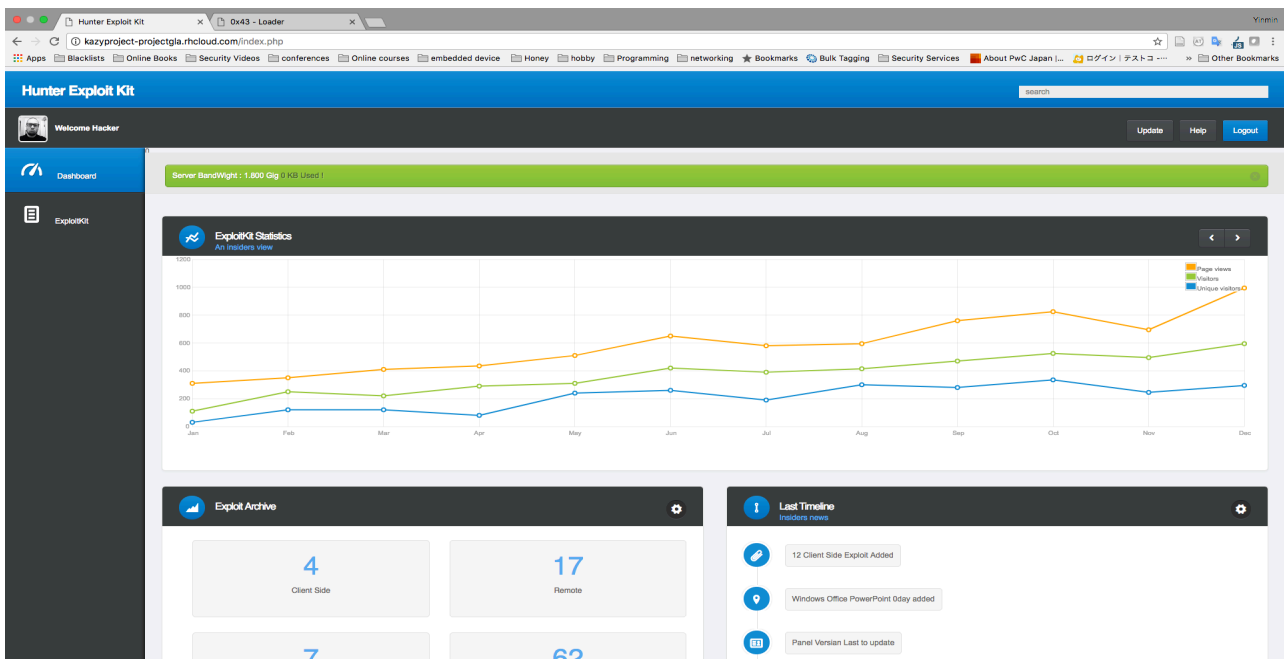 Hunter Exploit Kit
0x43 - Loader
Yinmin
kazyproject-projectgla.rhcloud.com/index.php
Apps Blacklists Online Books Security Videos conferences Online courses embedded device Honey hobby Programming networking Bookmarks Bulk Tagging Security Services About PwC Japan |... ログイン | テストコ -… » Other Bookmarks
Hunter Exploit Kit
search
Welcome Hacker
Update Help Logout
Dashboard
Server BandWight : 1.800 Gig 0 KB Used !
ExploitKit
ExploitKit Statistics
An insiders view
1200
1000
800
600
400
200
0
Page views
Visitors
Unique visitors
Jan Feb Mar Apr May Jun Jul Aug Sep Oct Nov Dec
Exploit Archive
4
Client Side
17
Remote
7
62
Last Timeline
Insiders news
12 Client Side Exploit Added
Windows Office PowerPoint 0day added
Panel Versian Last to update